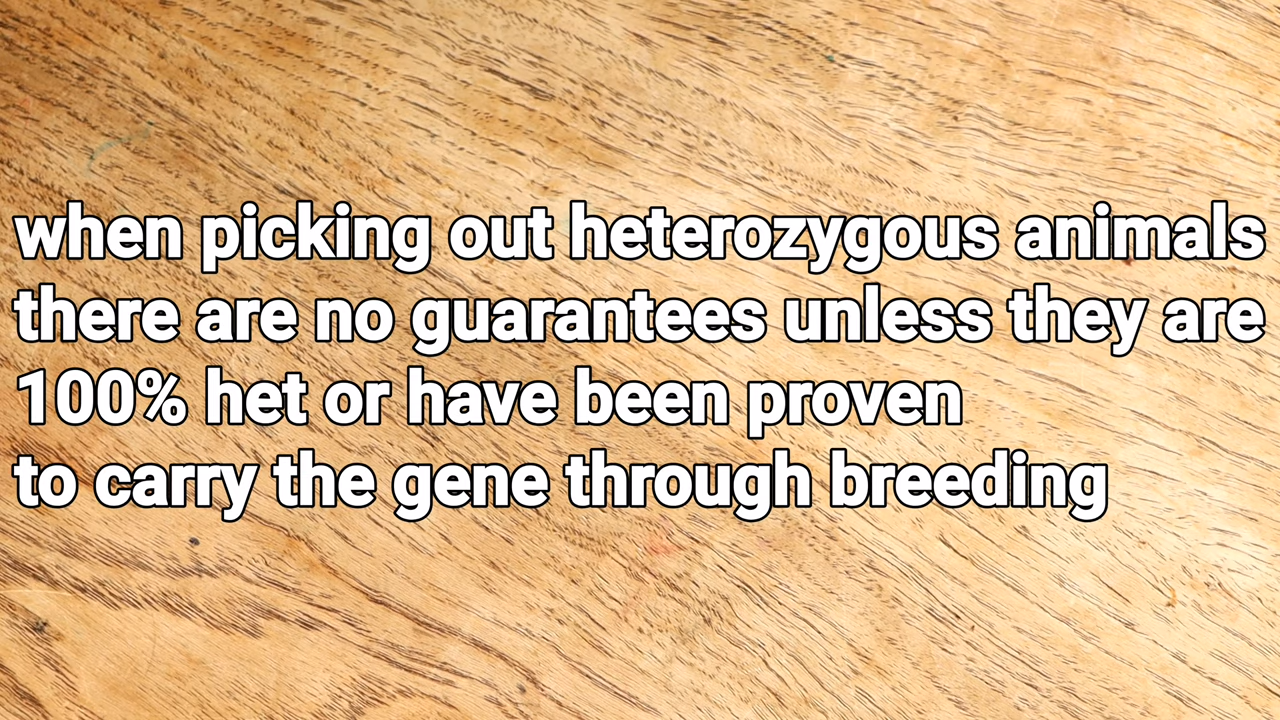 when picking out heterozygous animals
there are no guarantees unless they are
100% het or have been proven
to carry the gene through breeding